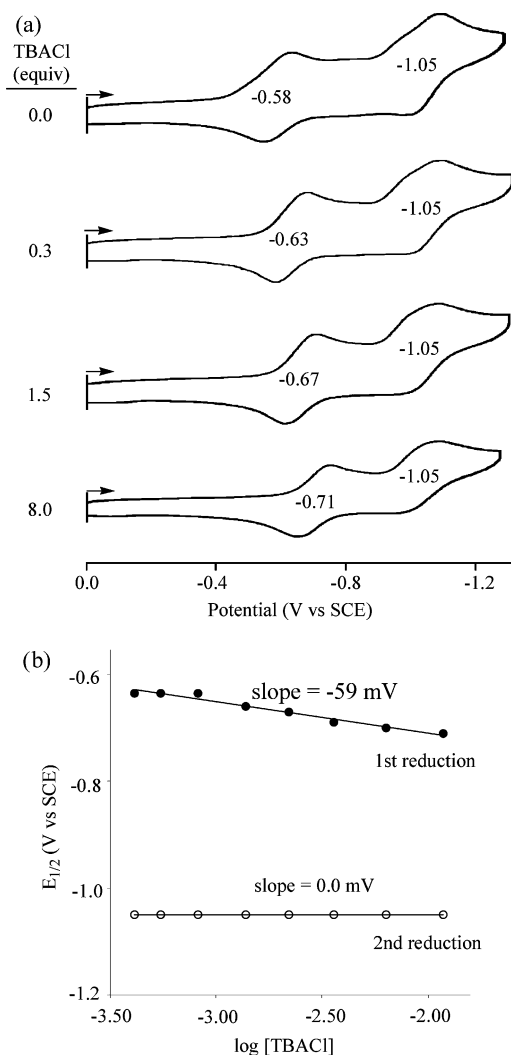 (a)
TBACl
(equiv)
0.0
-0.58
-1.05
0.3
-0.63
-1.05
1.5
-0.67
-1.05
8.0
-0.71
-1.05
0.0 -0.4 -0.8 -1.2
Potential (V vs SCE)
(b)
-0.6
slope = -59 mV
1st reduction
-0.8
E1/2 (V vs SCE)
slope = 0.0 mV
-1.0
2nd reduction
-1.2
-3.50 -3.00 -2.50 -2.00
log [TBACl]